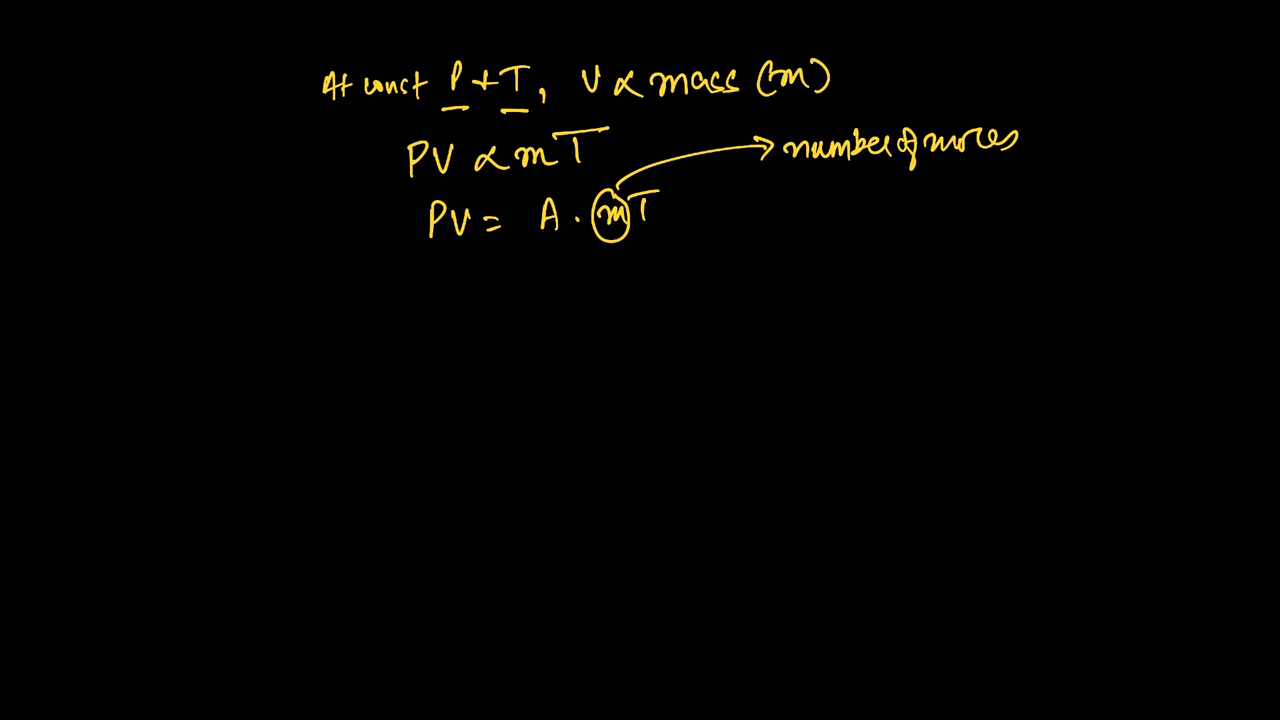 At const P + T, V ∝ mass (m)
PV ∝ mT
number of moles
PV = A · mT